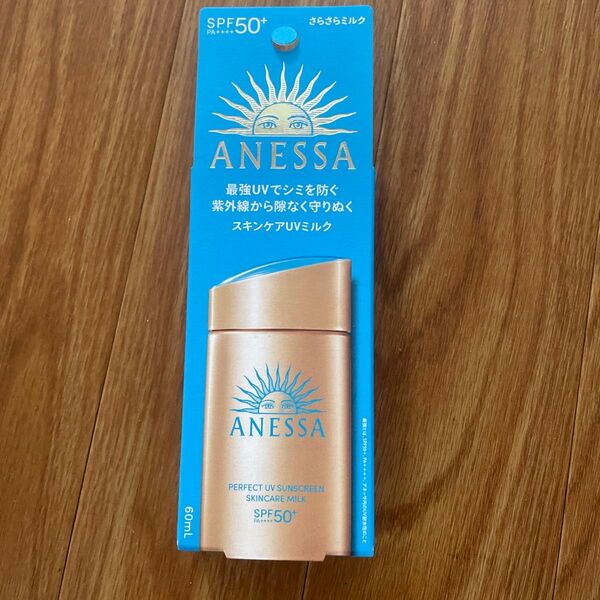 SPF50+
PA++++
さらさらミルク
ANESSA
最強UVでシミを防ぐ
紫外線から隙なく守りぬく
スキンケアUVミルク
ANESSA
PERFECT UV SUNSCREEN
SKINCARE MILK
SPF50+
PA++++
60mL